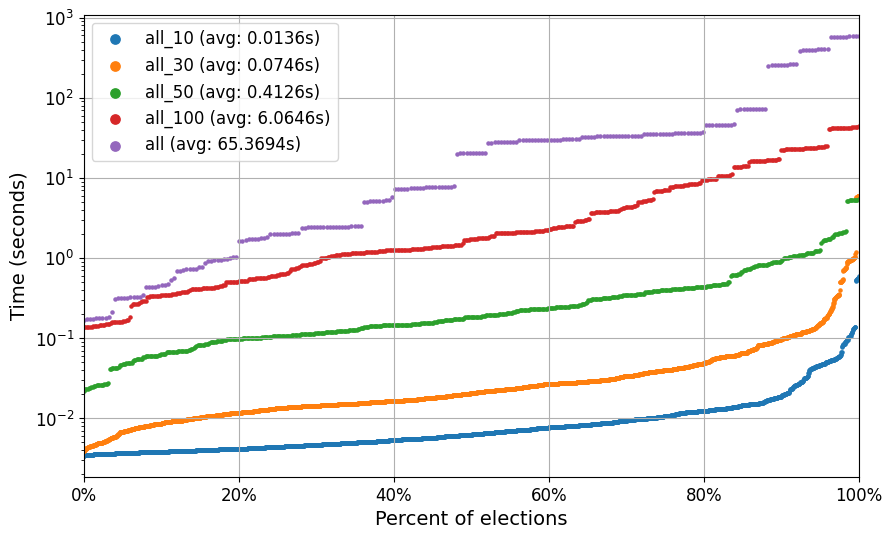 10³
10²
10¹
10⁰
10⁻¹
10⁻²
Time (seconds)
all_10 (avg: 0.0136s)
all_30 (avg: 0.0746s)
all_50 (avg: 0.4126s)
all_100 (avg: 6.0646s)
all (avg: 65.3694s)
0% 20% 40% 60% 80% 100%
Percent of elections